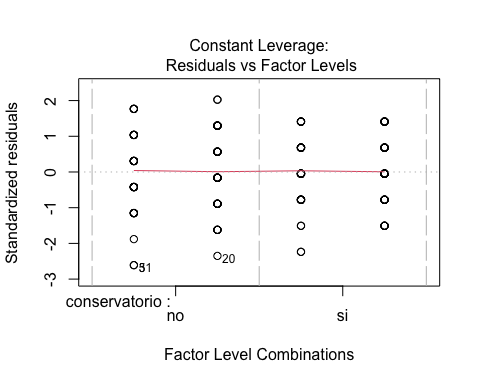 Constant Leverage:
Residuals vs Factor Levels
Standardized residuals
2
1
0
-1
-2
-3
20
conservatorio :
no
si
Factor Level Combinations